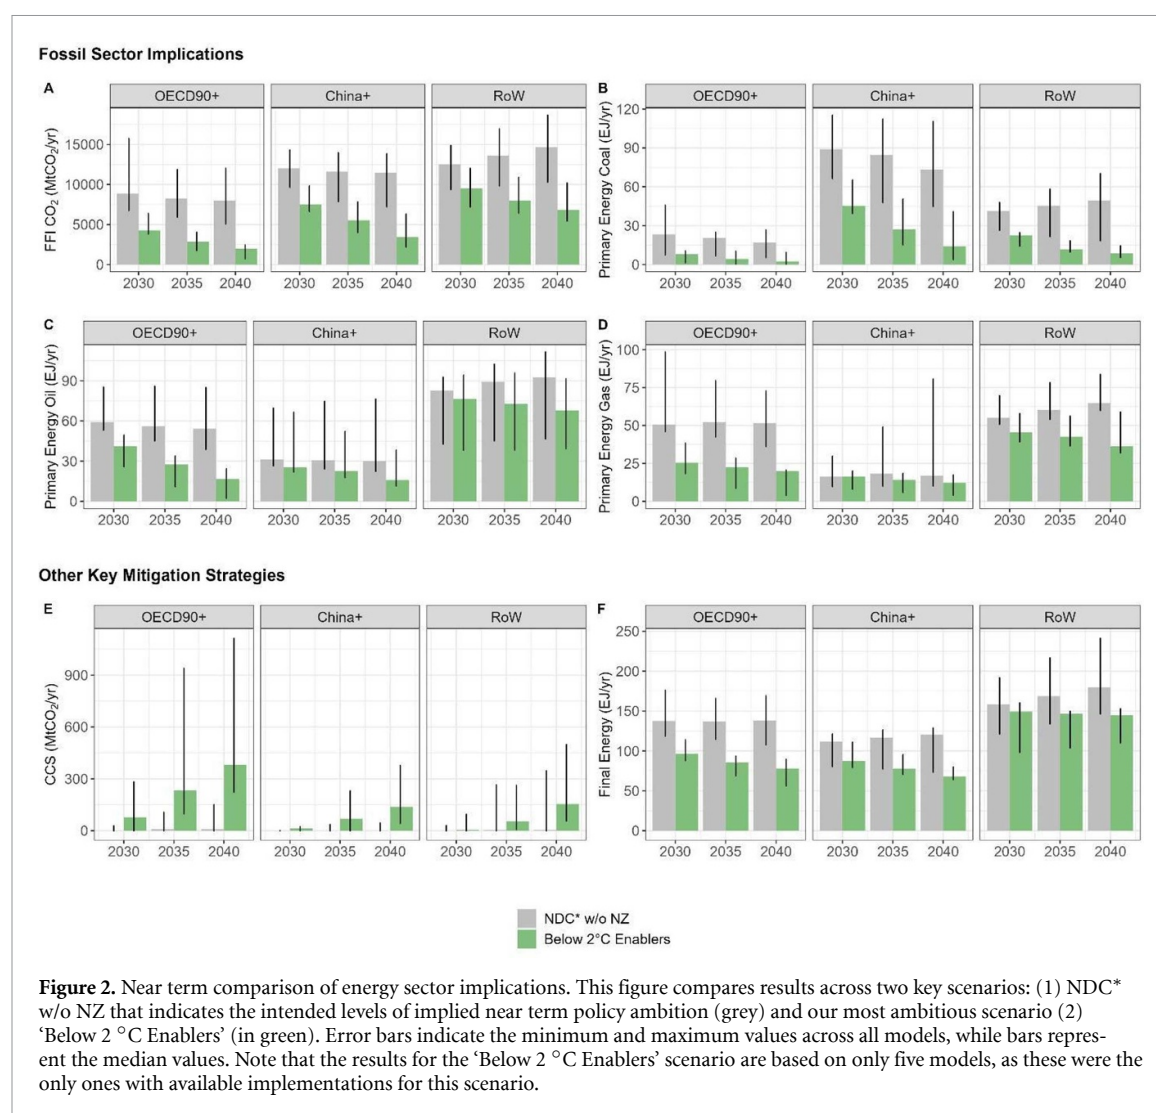 Fossil Sector Implications
A
OECD90+
China+
RoW
FFI CO₂ (MtCO₂/yr)
15000
10000
5000
0
2030 2035 2040
2030 2035 2040
2030 2035 2040
B
OECD90+
China+
RoW
Primary Energy Coal (EJ/yr)
120
90
60
30
0
2030 2035 2040
2030 2035 2040
2030 2035 2040
C
OECD90+
China+
RoW
Primary Energy Oil (EJ/yr)
90
60
30
0
2030 2035 2040
2030 2035 2040
2030 2035 2040
D
OECD90+
China+
RoW
Primary Energy Gas (EJ/yr)
100
75
50
25
0
2030 2035 2040
2030 2035 2040
2030 2035 2040
Other Key Mitigation Strategies
E
OECD90+
China+
RoW
CCS (MtCO₂/yr)
900
600
300
0
2030 2035 2040
2030 2035 2040
2030 2035 2040
F
OECD90+
China+
RoW
Final Energy (EJ/yr)
250
200
150
100
50
0
2030 2035 2040
2030 2035 2040
2030 2035 2040
NDC* w/o NZ
Below 2°C Enablers
Figure 2. Near term comparison of energy sector implications. This figure compares results across two key scenarios: (1) NDC*
w/o NZ that indicates the intended levels of implied near term policy ambition (grey) and our most ambitious scenario (2)
‘Below 2 °C Enablers’ (in green). Error bars indicate the minimum and maximum values across all models, while bars repres-
ent the median values. Note that the results for the ‘Below 2 °C Enablers’ scenario are based on only five models, as these were the
only ones with available implementations for this scenario.